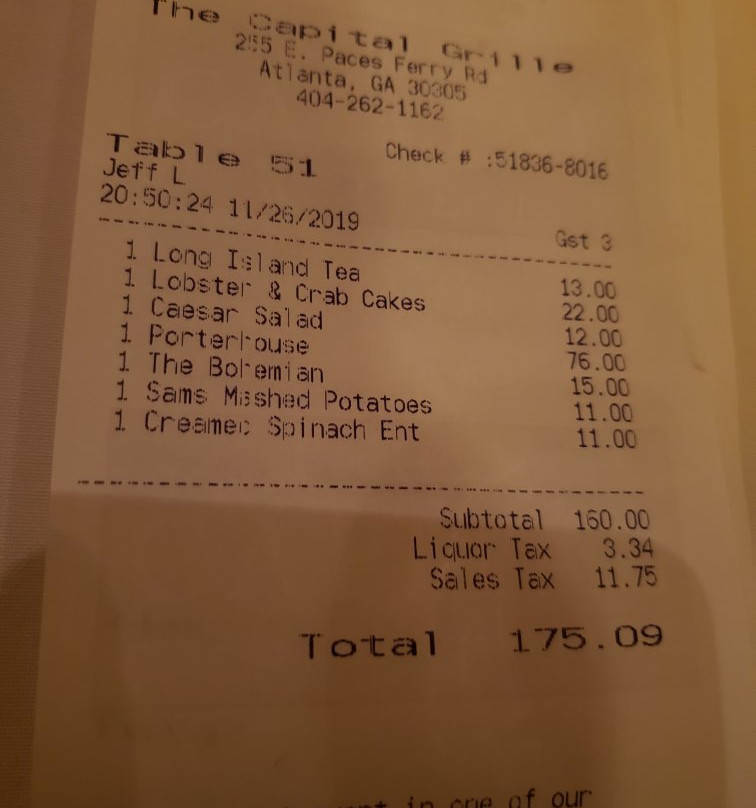 The Capital Grille
255 E. Paces Ferry Rd
Atlanta, GA 30305
404-262-1162
Table 51 Check # :51836-8016
Jeff L
20:50:24 11/26/2019 Gst 3
1 Long Island Tea 13.00
1 Lobster & Crab Cakes 22.00
1 Caesar Salad 12.00
1 Porterhouse 76.00
1 The Bohemian 15.00
1 Sams Mashed Potatoes 11.00
1 Creamed Spinach Ent 11.00
Subtotal 160.00
Liquor Tax 3.34
Sales Tax 11.75
Total 175.09
in one of our